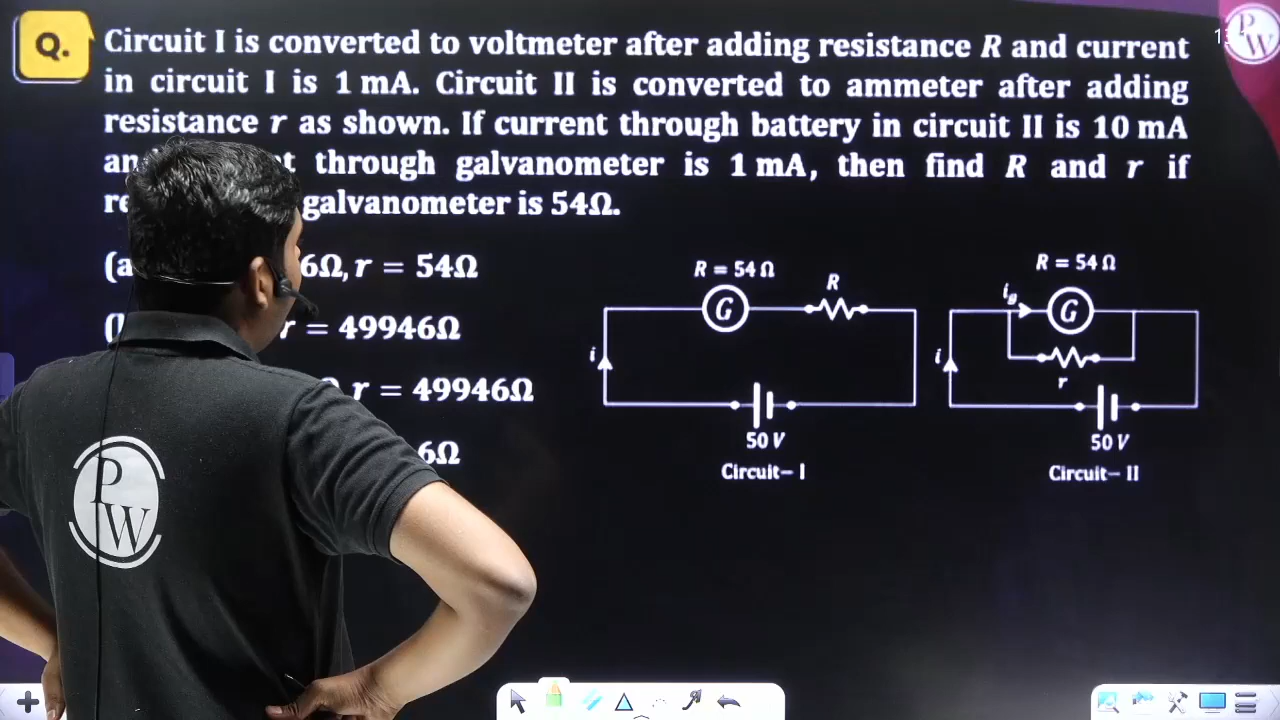 Q.
Circuit I is converted to voltmeter after adding resistance R and current
in circuit I is 1 mA. Circuit II is converted to ammeter after adding
resistance r as shown. If current through battery in circuit II is 10 mA
through galvanometer is 1 mA, then find R and r if
galvanometer is 54Ω.
6Ω, r = 54Ω
r = 49946Ω
r = 49946Ω
6Ω
R = 54 Ω
R
G
i
50 V
Circuit– I
R = 54 Ω
ig
G
i
r
50 V
Circuit– II
PW
PW